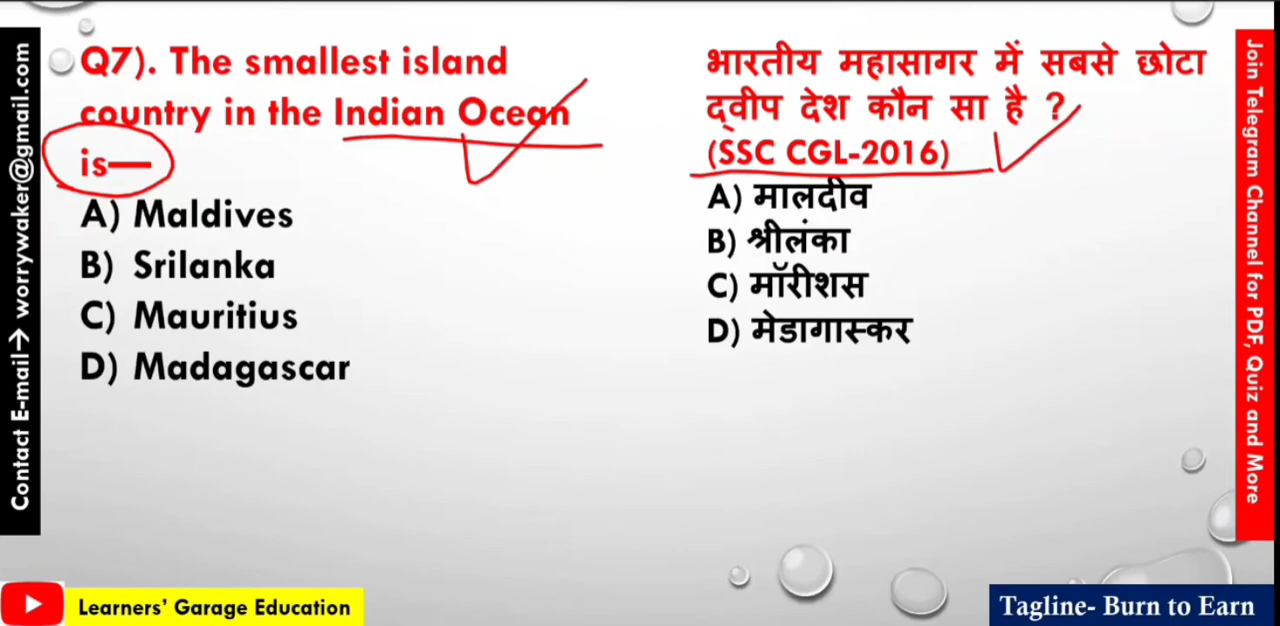 Q7). The smallest island
country in the Indian Ocean
is—
A) Maldives
B) Srilanka
C) Mauritius
D) Madagascar
भारतीय महासागर में सबसे छोटा
द्वीप देश कौन सा है ?
(SSC CGL-2016)
A) मालदीव
B) श्रीलंका
C) मॉरीशस
D) मेडागास्कर
Contact E-mail→ worrywaker@gmail.com
Join Telegram Channel for PDF, Quiz and More
Learners’ Garage Education
Tagline- Burn to Earn